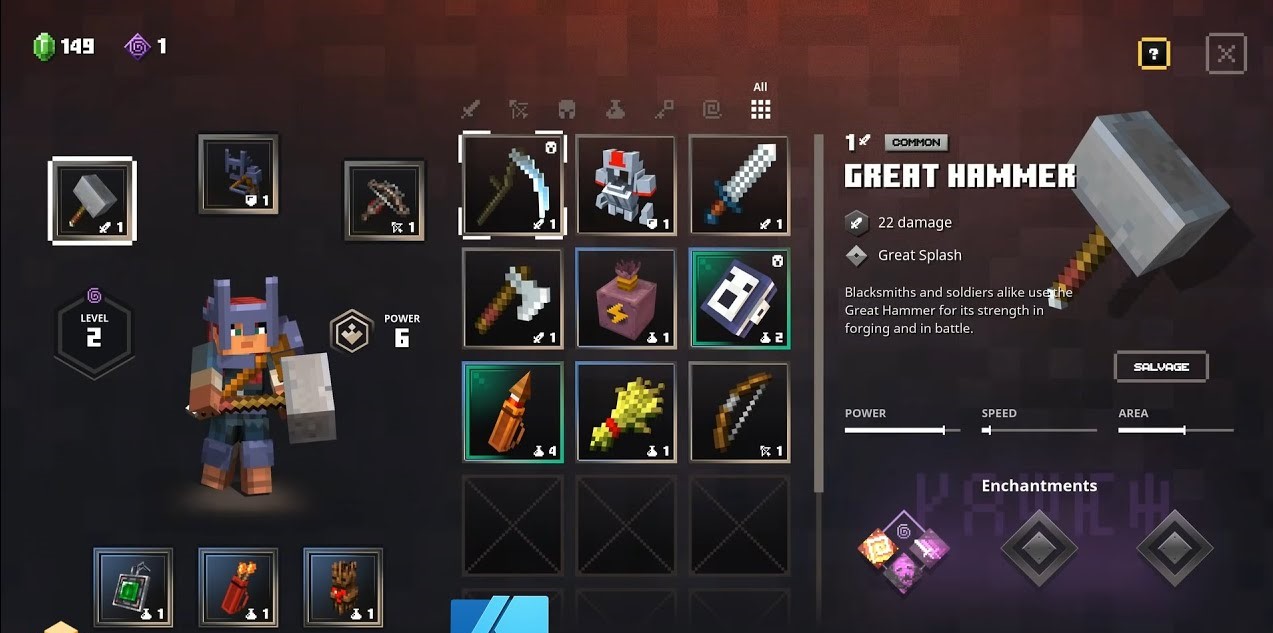 149
1
?
All
1
1
1
1
1
1
1
1
1
2
4
1
1
LEVEL
2
POWER
6
1
1
1
1 COMMON
GREAT HAMMER
22 damage
Great Splash
Blacksmiths and soldiers alike use the
Great Hammer for its strength in
forging and in battle.
SALVAGE
POWER SPEED AREA
Enchantments